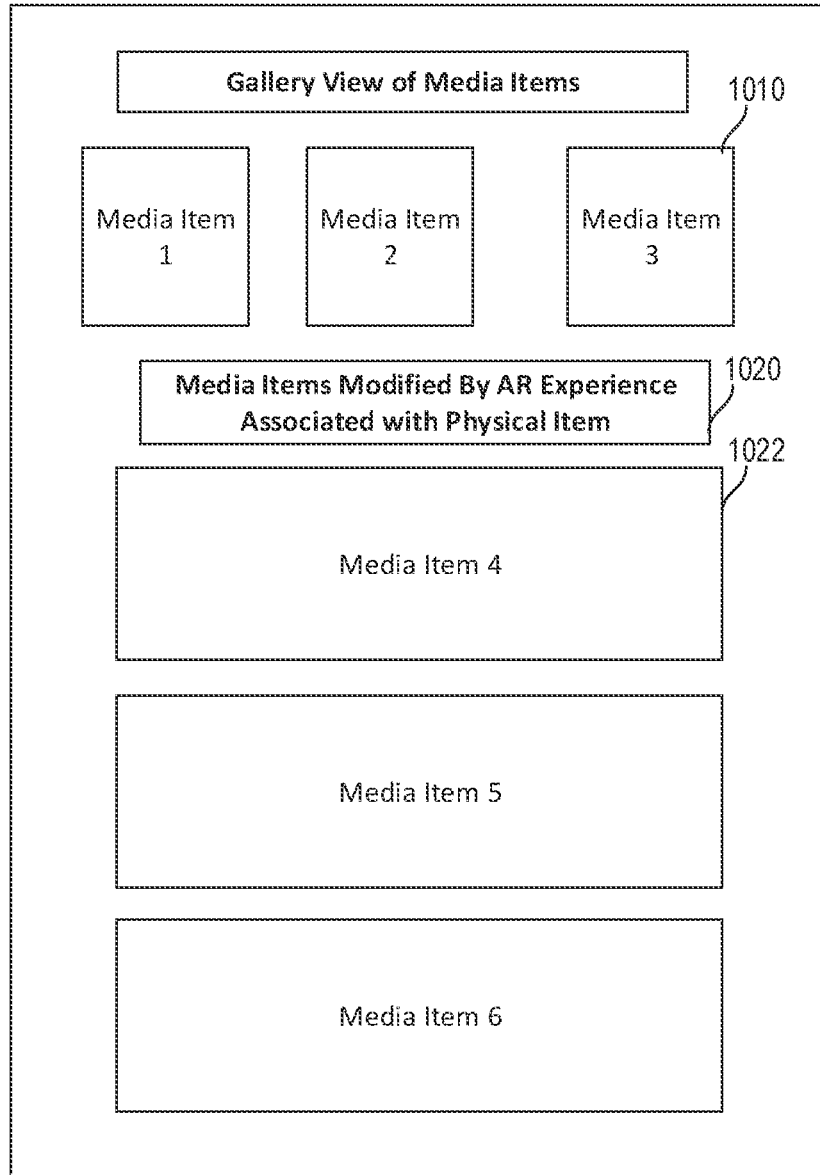 Gallery View of Media Items
1010
Media Item
1
Media Item
2
Media Item
3
Media Items Modified By AR Experience
Associated with Physical Item
1020
1022
Media Item 4
Media Item 5
Media Item 6